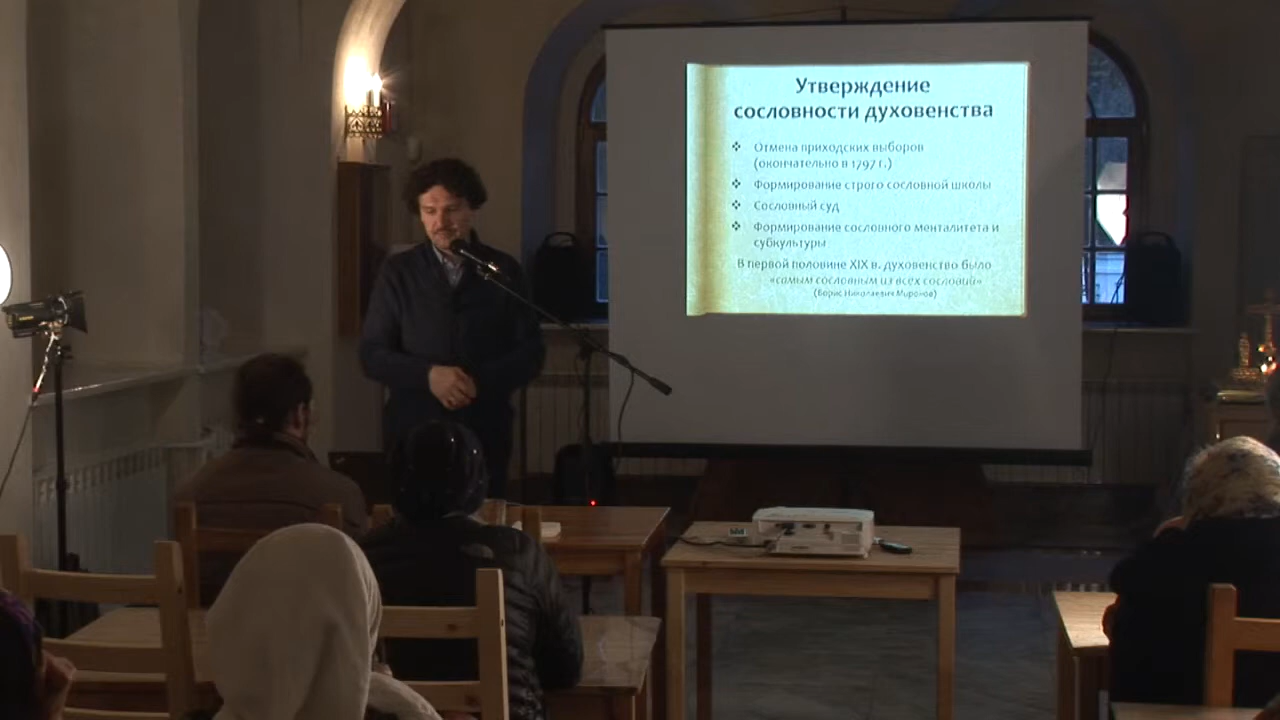 Утверждение
сословности духовенства
❖ Отмена приходских выборов
(окончательно в 1797 г.)
❖ Формирование строго сословной школы
❖ Сословный суд
❖ Формирование сословного менталитета и
субкультуры
В первой половине XIX в. духовенство было
«самым сословным из всех сословий»
(Борис Николаевич Миронов)